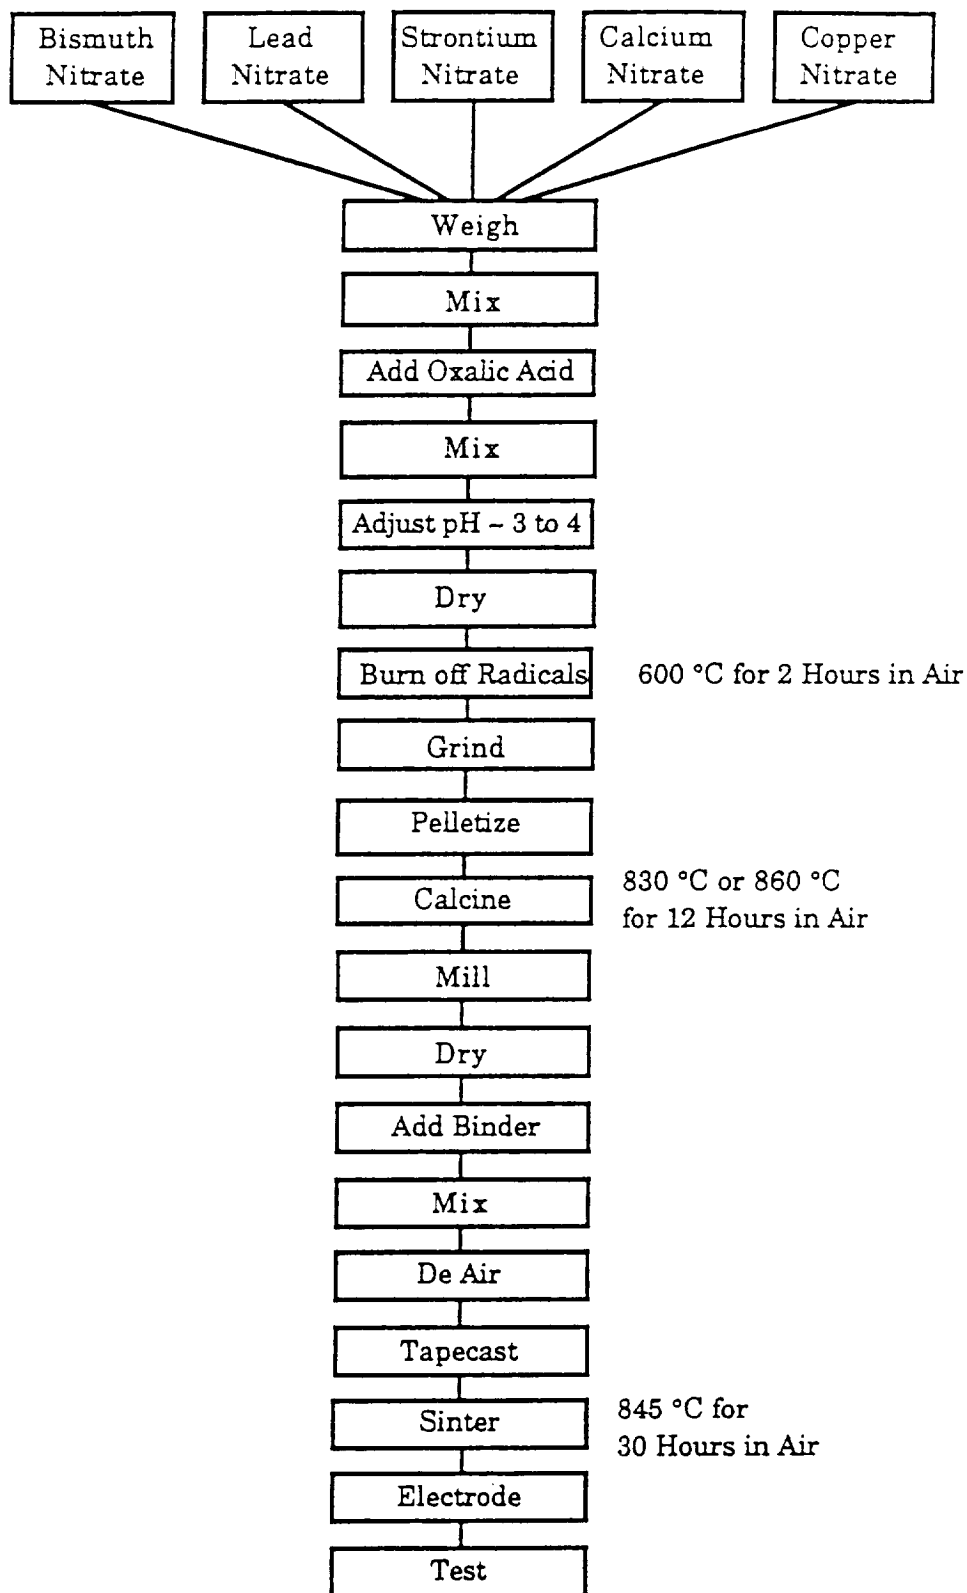 Bismuth
Nitrate
Lead
Nitrate
Strontium
Nitrate
Calcium
Nitrate
Copper
Nitrate
Weigh
Mix
Add Oxalic Acid
Mix
Adjust pH ~ 3 to 4
Dry
Burn off Radicals
600 °C for 2 Hours in Air
Grind
Pelletize
Calcine
830 °C or 860 °C
for 12 Hours in Air
Mill
Dry
Add Binder
Mix
De Air
Tapecast
Sinter
845 °C for
30 Hours in Air
Electrode
Test